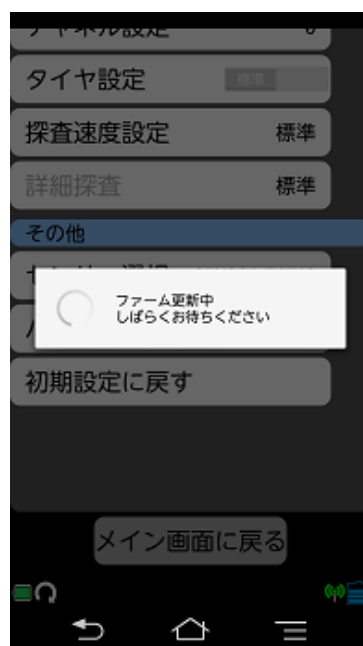 タイヤ設定
標準
探査速度設定
標準
詳細探査
標準
その他
ファーム更新中
しばらくお待ちください
初期設定に戻す
メイン画面に戻る